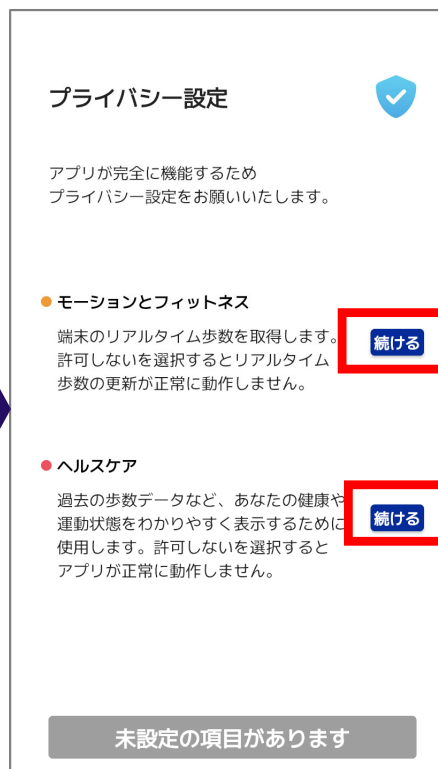 プライバシー設定
アプリが完全に機能するため
プライバシー設定をお願いいたします。
モーションとフィットネス
端末のリアルタイム歩数を取得します。
許可しないを選択するとリアルタイム
歩数の更新が正常に動作しません。
続ける
ヘルスケア
過去の歩数データなど、あなたの健康や
運動状態をわかりやすく表示するために
使用します。許可しないを選択すると
アプリが正常に動作しません。
続ける
未設定の項目があります